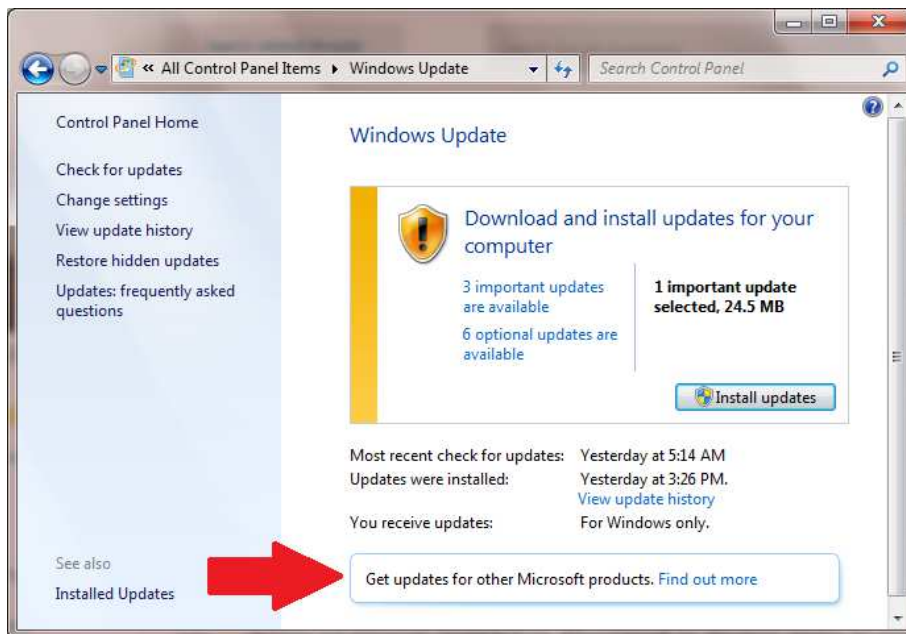 « All Control Panel Items ▸ Windows Update
Search Control Panel
Control Panel Home
Check for updates
Change settings
View update history
Restore hidden updates
Updates: frequently asked
questions
See also
Installed Updates
Windows Update
Download and install updates for your
computer
3 important updates
are available
6 optional updates are
available
1 important update
selected, 24.5 MB
Install updates
Most recent check for updates: Yesterday at 5:14 AM
Updates were installed: Yesterday at 3:26 PM.
View update history
You receive updates: For Windows only.
Get updates for other Microsoft products. Find out more